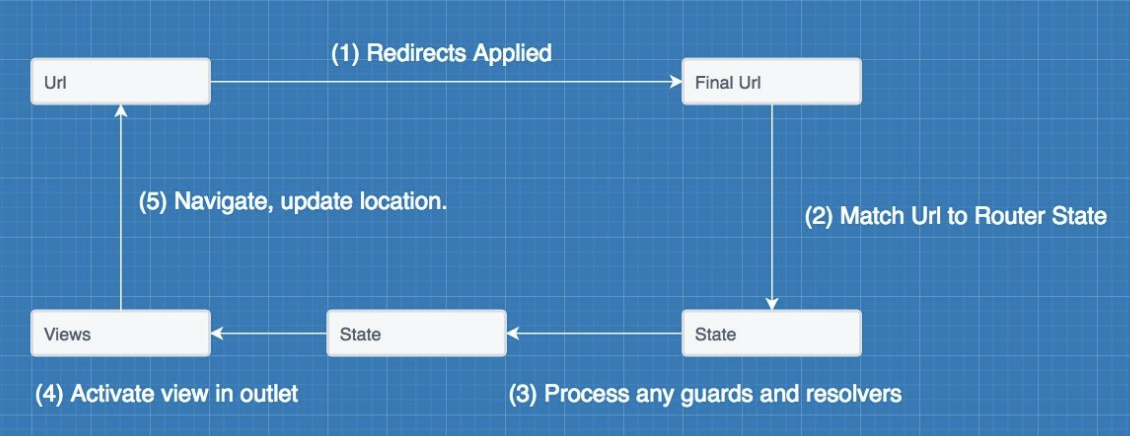 (1) Redirects Applied
Url
Final Url
(5) Navigate, update location.
(2) Match Url to Router State
Views
State
State
(4) Activate view in outlet
(3) Process any guards and resolvers